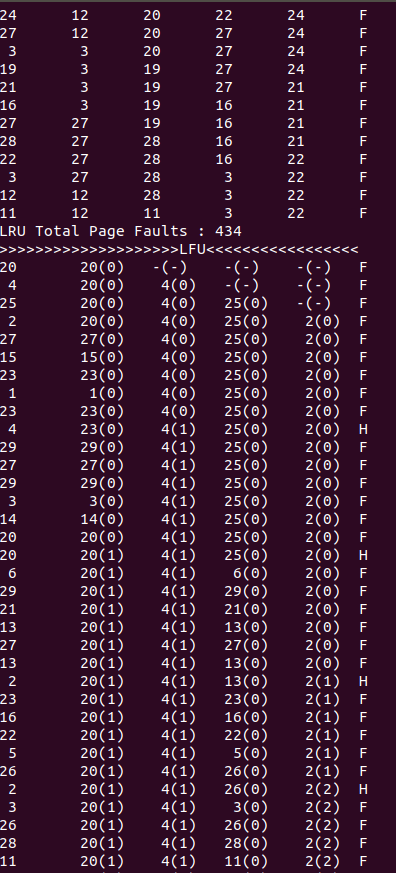 24 12 20 22 24 F
27 12 20 27 24 F
3 3 20 27 24 F
19 3 19 27 24 F
21 3 19 27 21 F
16 3 19 16 21 F
27 27 19 16 21 F
28 27 28 16 21 F
22 27 28 16 22 F
3 27 28 3 22 F
12 12 28 3 22 F
11 12 11 3 22 F
LRU Total Page Faults : 434
>>>>>>>>>>>>>>>>>>>>LFU<<<<<<<<<<<<<<<<<
20 20(0) -(-) -(-) -(-) F
4 20(0) 4(0) -(-) -(-) F
25 20(0) 4(0) 25(0) -(-) F
2 20(0) 4(0) 25(0) 2(0) F
27 27(0) 4(0) 25(0) 2(0) F
15 15(0) 4(0) 25(0) 2(0) F
23 23(0) 4(0) 25(0) 2(0) F
1 1(0) 4(0) 25(0) 2(0) F
23 23(0) 4(0) 25(0) 2(0) F
4 23(0) 4(1) 25(0) 2(0) H
29 29(0) 4(1) 25(0) 2(0) F
27 27(0) 4(1) 25(0) 2(0) F
29 29(0) 4(1) 25(0) 2(0) F
3 3(0) 4(1) 25(0) 2(0) F
14 14(0) 4(1) 25(0) 2(0) F
20 20(0) 4(1) 25(0) 2(0) F
20 20(1) 4(1) 25(0) 2(0) H
6 20(1) 4(1) 6(0) 2(0) F
29 20(1) 4(1) 29(0) 2(0) F
21 20(1) 4(1) 21(0) 2(0) F
13 20(1) 4(1) 13(0) 2(0) F
27 20(1) 4(1) 27(0) 2(0) F
13 20(1) 4(1) 13(0) 2(0) F
2 20(1) 4(1) 13(0) 2(1) H
23 20(1) 4(1) 23(0) 2(1) F
16 20(1) 4(1) 16(0) 2(1) F
22 20(1) 4(1) 22(0) 2(1) F
5 20(1) 4(1) 5(0) 2(1) F
26 20(1) 4(1) 26(0) 2(1) F
2 20(1) 4(1) 26(0) 2(2) H
3 20(1) 4(1) 3(0) 2(2) F
26 20(1) 4(1) 26(0) 2(2) F
28 20(1) 4(1) 28(0) 2(2) F
11 20(1) 4(1) 11(0) 2(2) F